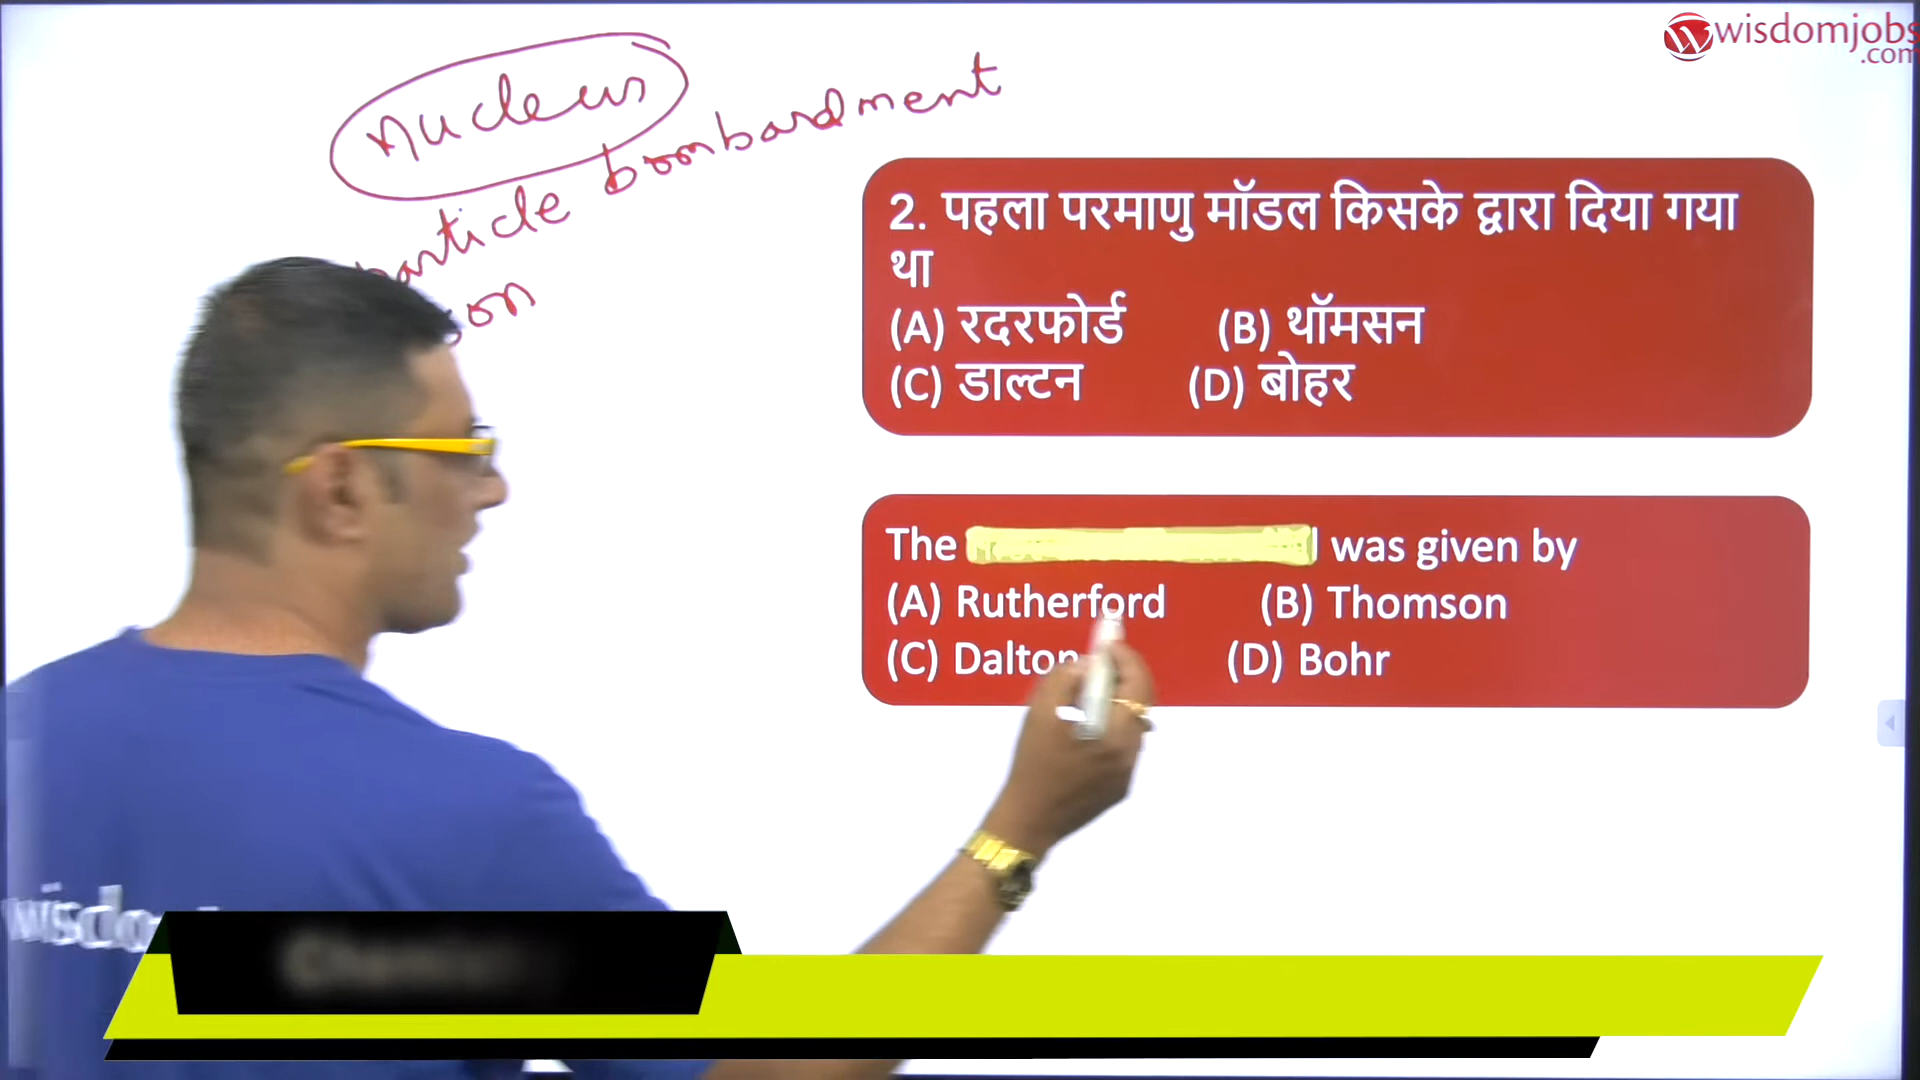 wisdomjobs
.com
nucleus
particle bombardment
on
2. पहला परमाणु मॉडल किसके द्वारा दिया गया
था
(A) रदरफोर्ड (B) थॉमसन
(C) डाल्टन (D) बोहर
The was given by
(A) Rutherford (B) Thomson
(C) Dalton (D) Bohr